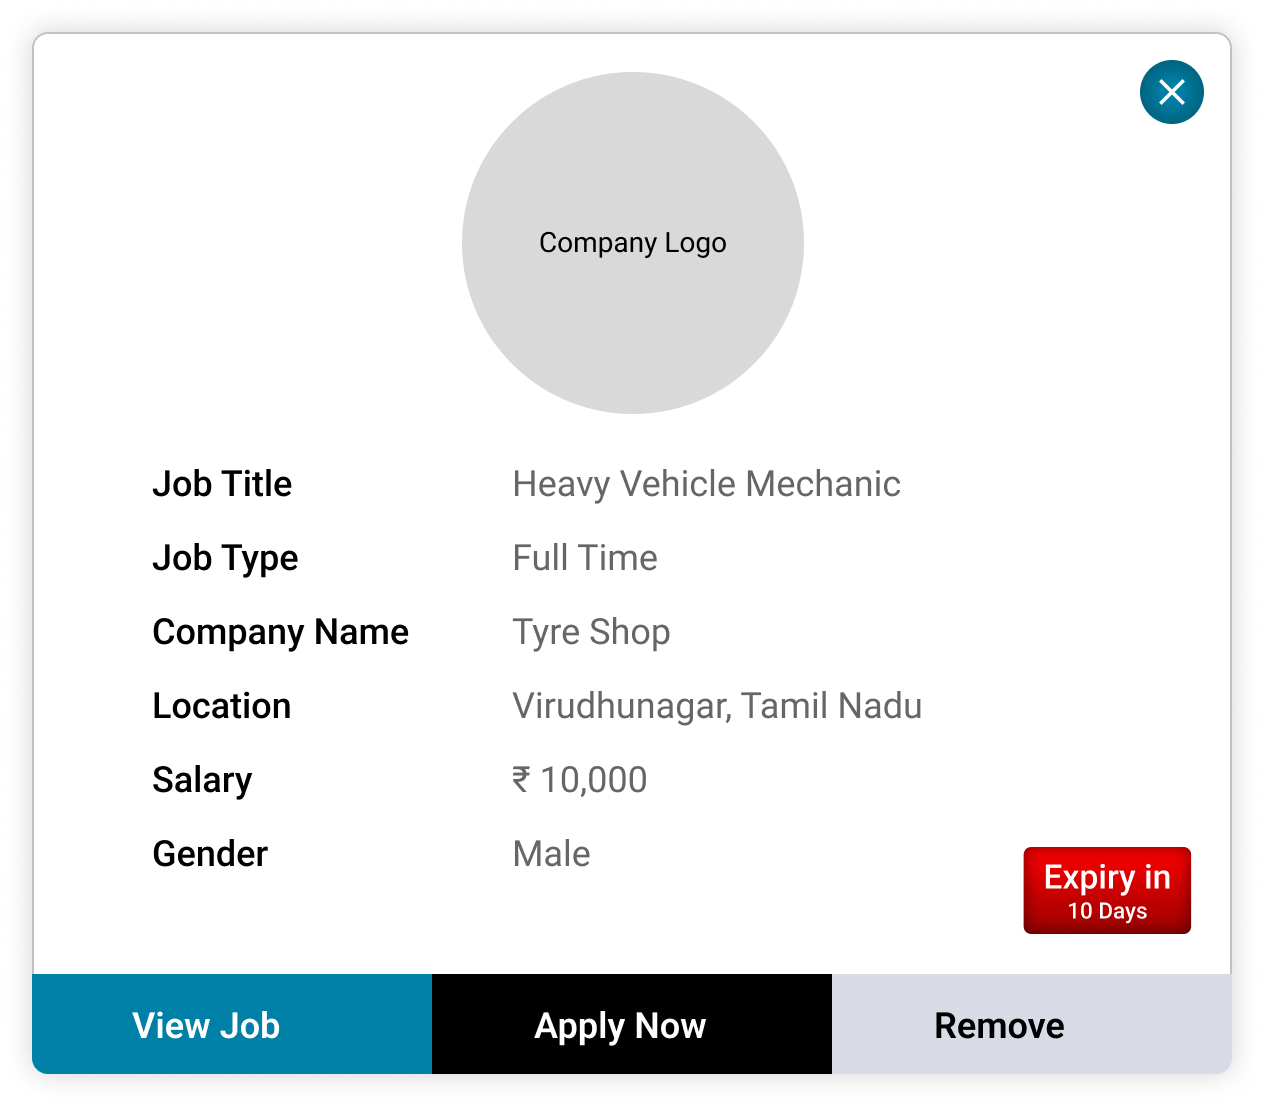 Company Logo
Job Title Heavy Vehicle Mechanic
Job Type Full Time
Company Name Tyre Shop
Location Virudhunagar, Tamil Nadu
Salary ₹ 10,000
Gender Male
Expiry in
10 Days
View Job Apply Now Remove